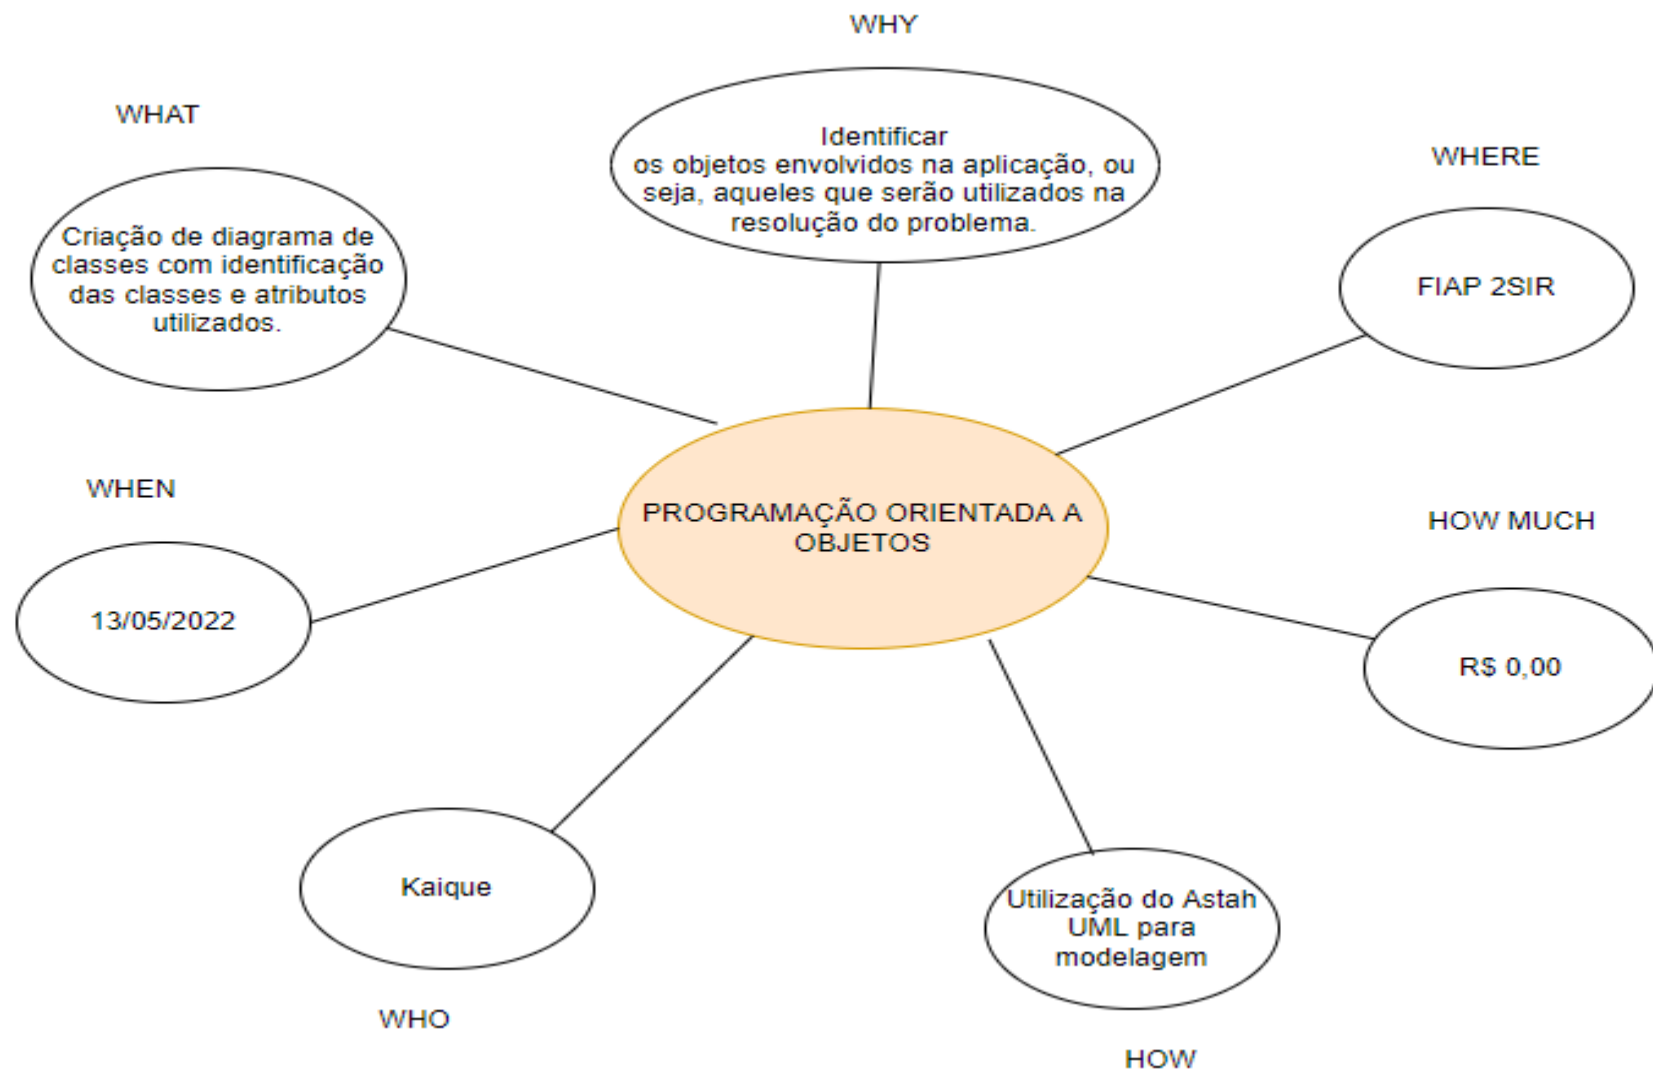 WHY
WHAT
Identificar
os objetos envolvidos na aplicação, ou
seja, aqueles que serão utilizados na
resolução do problema.
WHERE
Criação de diagrama de
classes com identificação
das classes e atributos
utilizados.
FIAP 2SIR
WHEN
PROGRAMAÇÃO ORIENTADA A
OBJETOS
HOW MUCH
13/05/2022
R$ 0,00
Kaique
Utilização do Astah
UML para
modelagem
WHO
HOW